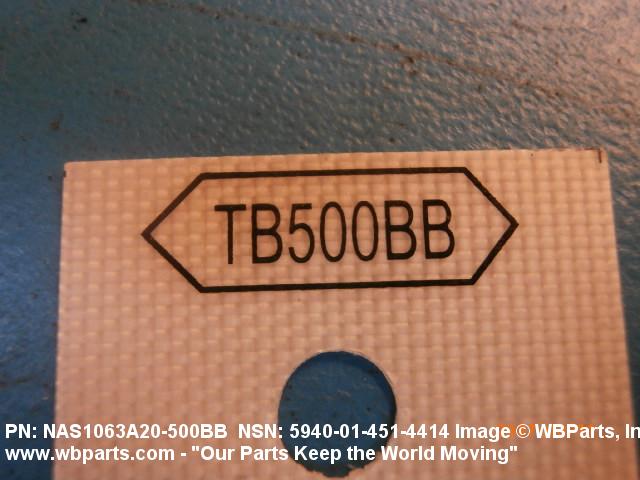 TB500BB
PN: NAS1063A20-500BB NSN: 5940-01-451-4414 Image © WBParts, In
www.wbparts.com - "Our Parts Keep the World Moving"